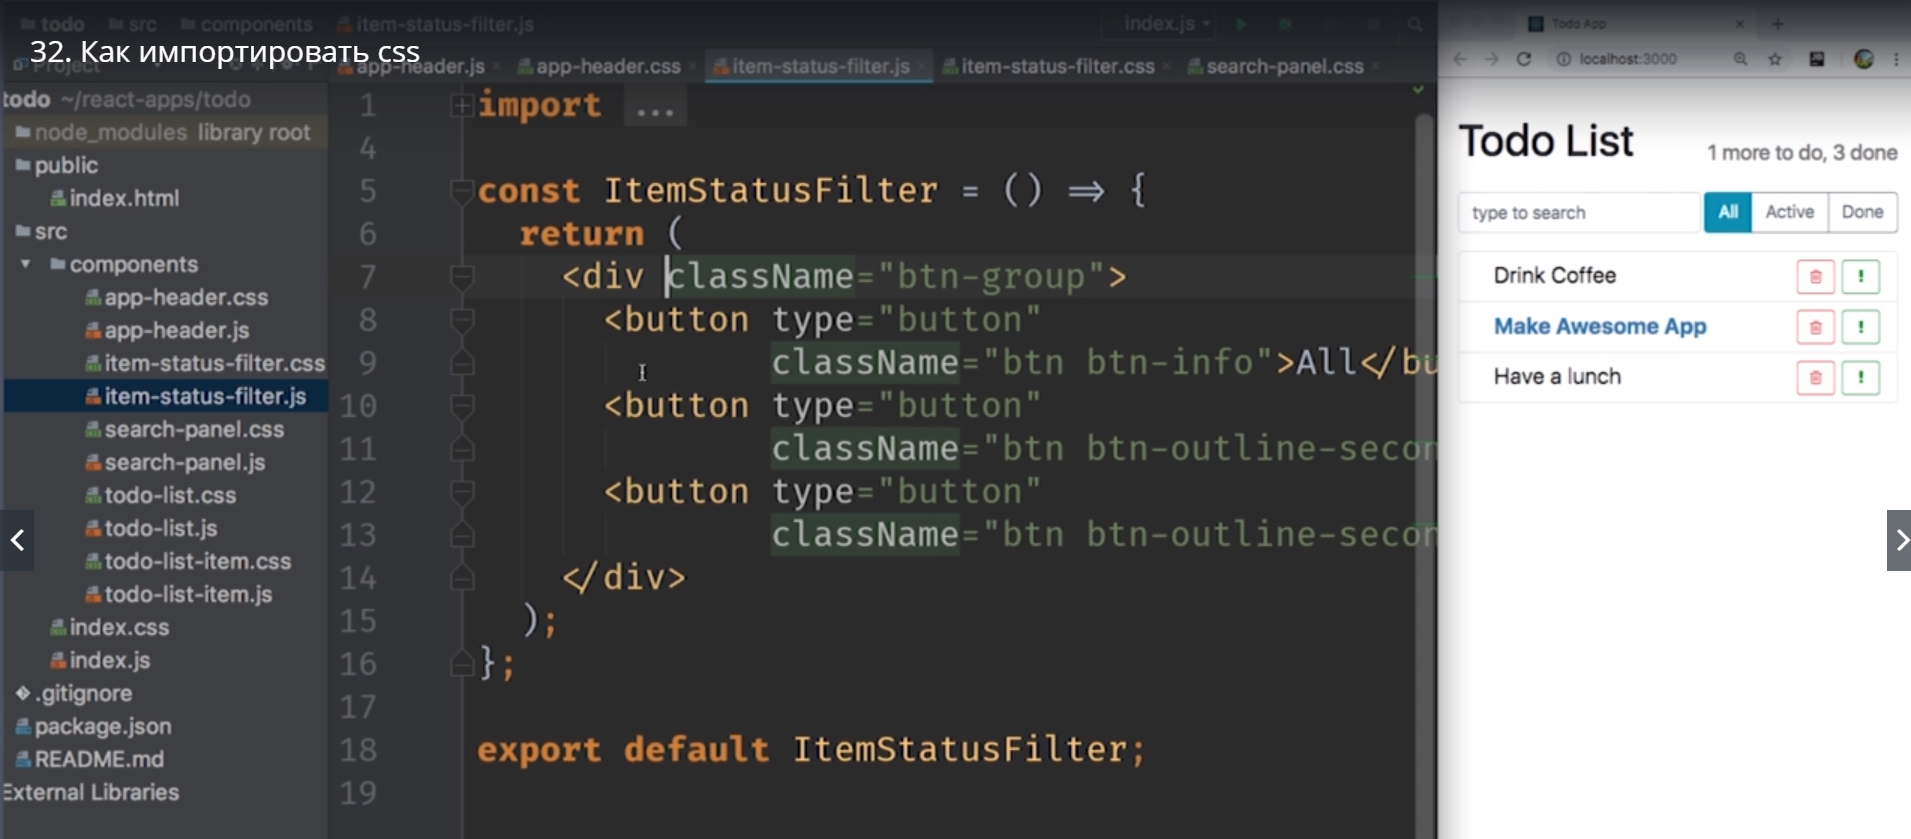 todo src components item-status-filter.js index.js
32. Как импортировать css
Project
app-header.js app-header.css item-status-filter.js item-status-filter.css search-panel.css
todo ~/react-apps/todo
node_modules library root
public
index.html
src
components
app-header.css
app-header.js
item-status-filter.css
item-status-filter.js
search-panel.css
search-panel.js
todo-list.css
todo-list.js
todo-list-item.css
todo-list-item.js
index.css
index.js
.gitignore
package.json
README.md
External Libraries
1 import ...
4
5 const ItemStatusFilter = () => {
6 return (
7 <div className="btn-group">
8 <button type="button"
9 className="btn btn-info">All</bu
10 <button type="button"
11 className="btn btn-outline-secon
12 <button type="button"
13 className="btn btn-outline-secon
14 </div>
15 );
16 };
17
18 export default ItemStatusFilter;
19
Todo App
localhost:3000
Todo List
1 more to do, 3 done
type to search All Active Done
Drink Coffee
Make Awesome App
Have a lunch